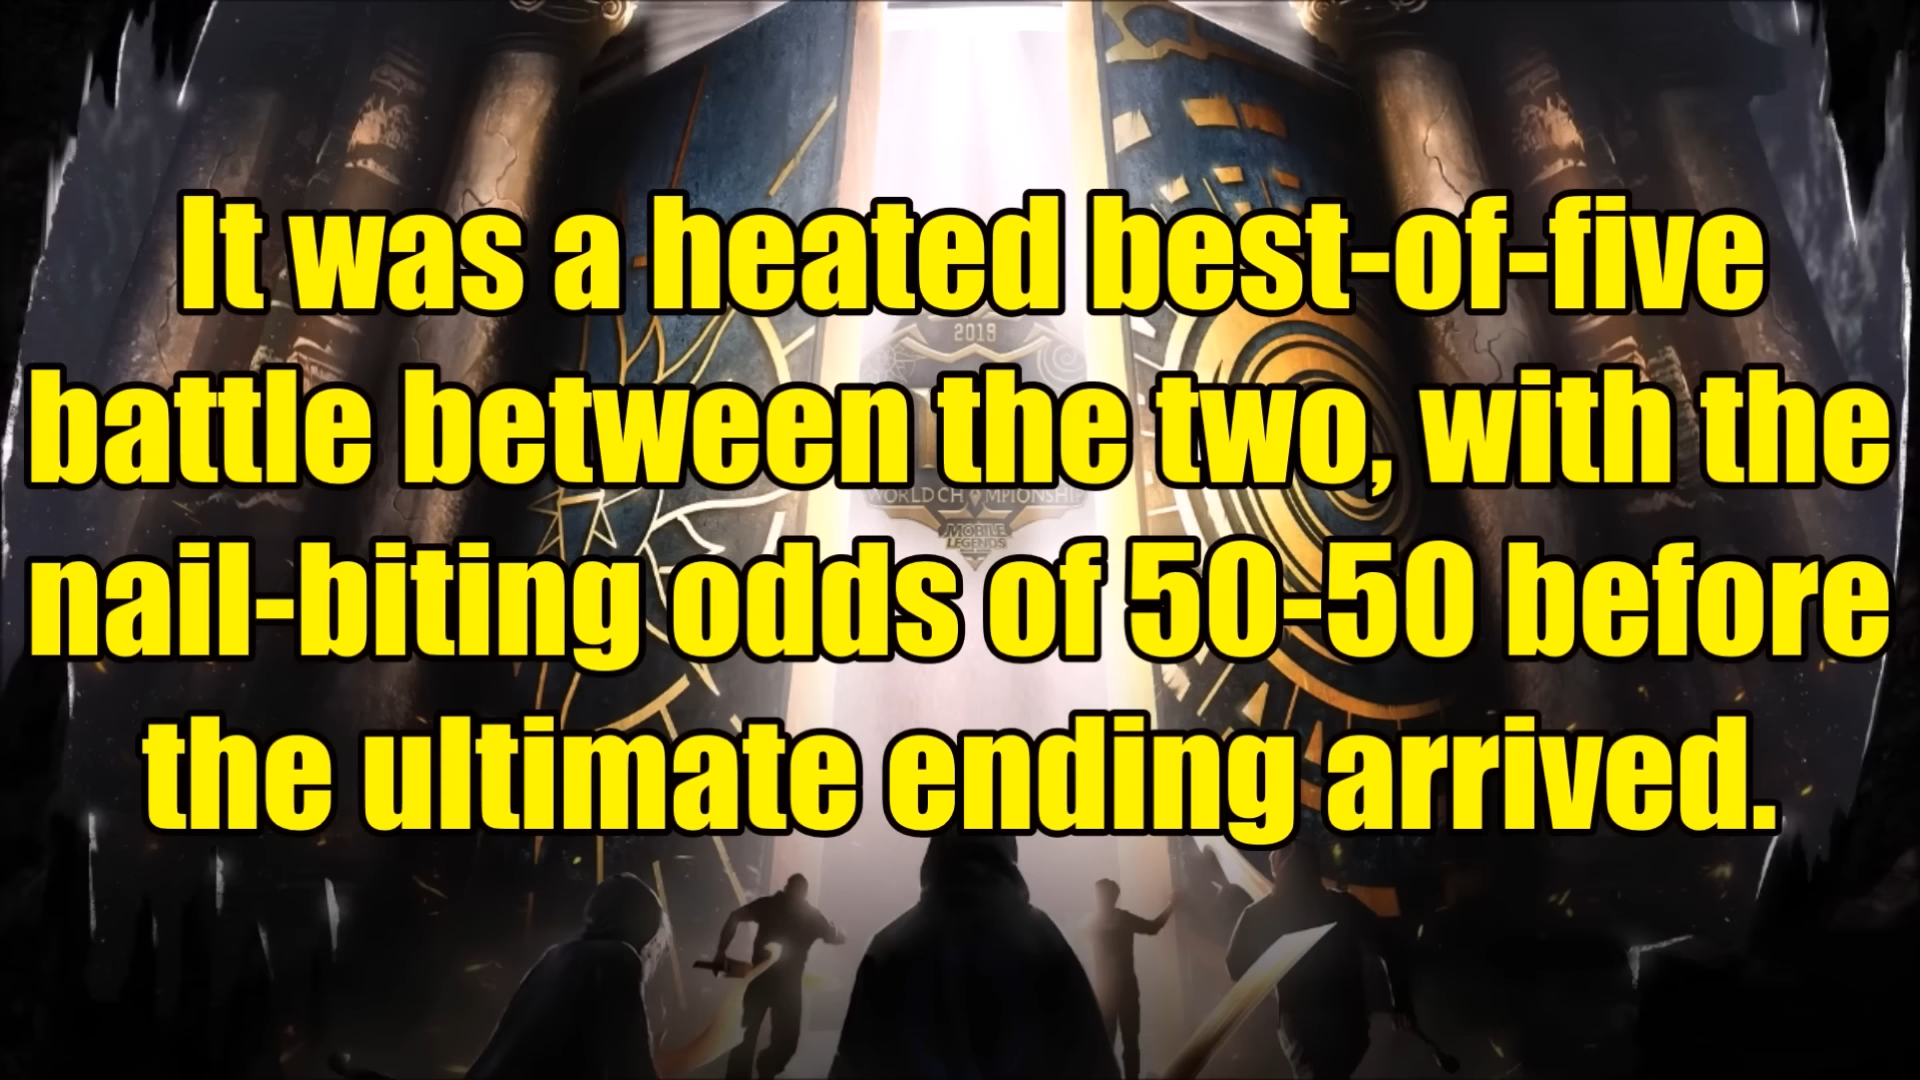 It was a heated best-of-five
2019
battle between the two, with the
WORLD CHAMPIONSHIP
MOBILE
LEGENDS
nail-biting odds of 50-50 before
the ultimate ending arrived.